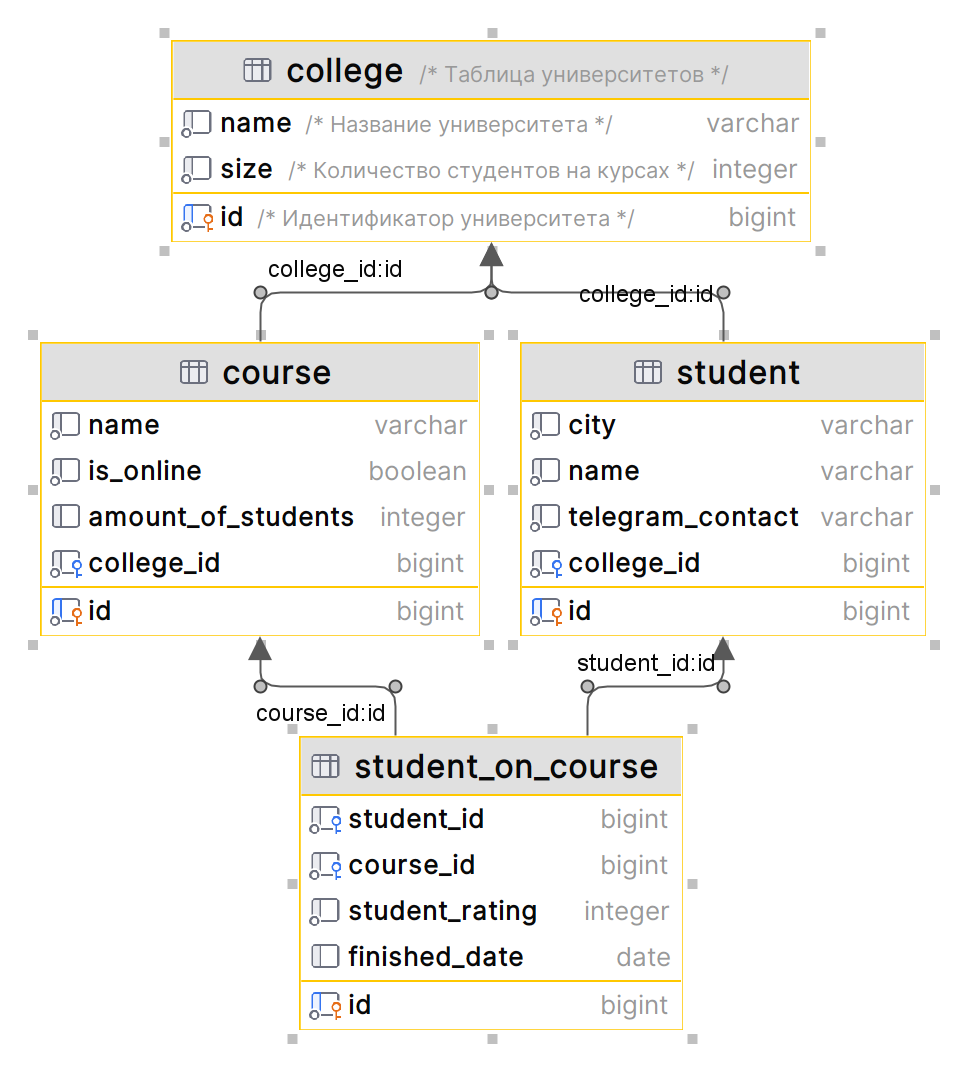 college /* Таблица университетов */
name /* Название университета */ varchar
size /* Количество студентов на курсах */ integer
id /* Идентификатор университета */ bigint
college_id:id
college_id:id
course
name varchar
is_online boolean
amount_of_students integer
college_id bigint
id bigint
student
city varchar
name varchar
telegram_contact varchar
college_id bigint
id bigint
student_id:id
course_id:id
student_on_course
student_id bigint
course_id bigint
student_rating integer
finished_date date
id bigint